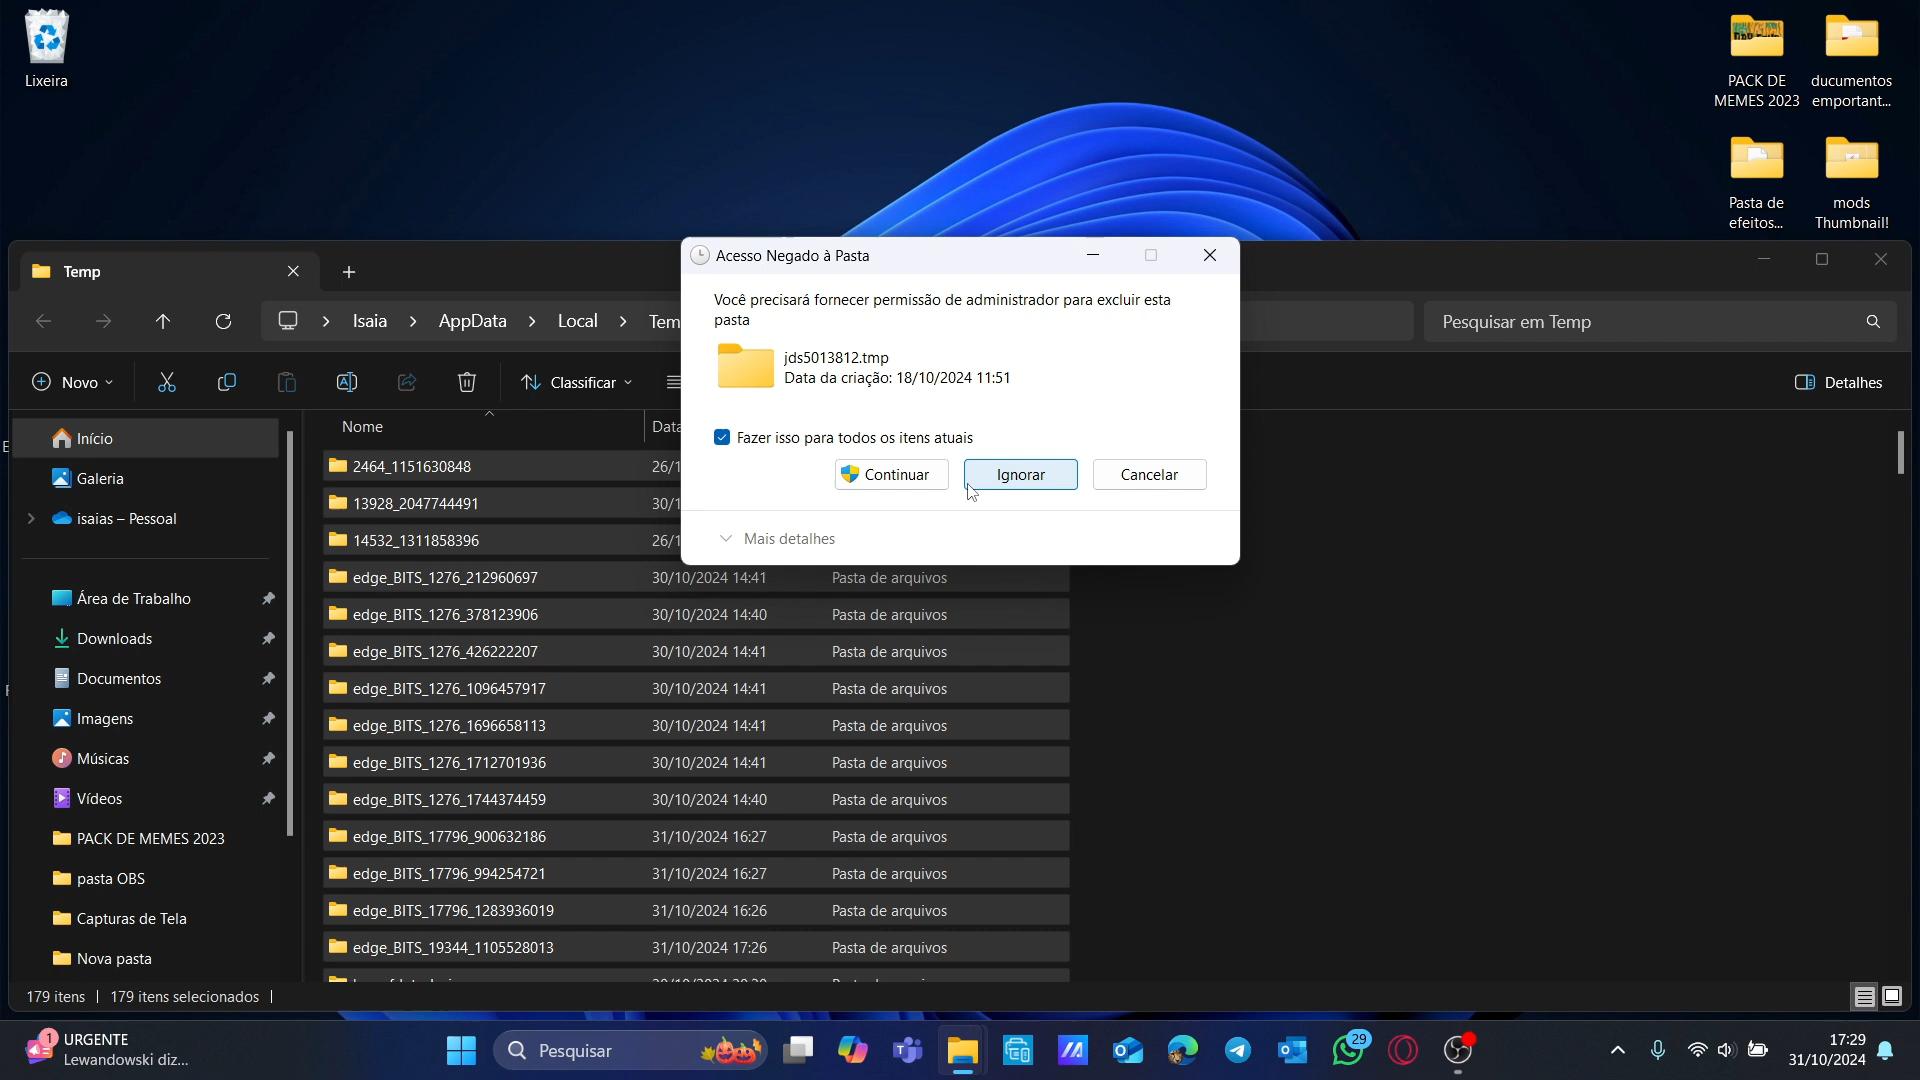 Lixeira
PACK DE
MEMES 2023
ducumentos
emportant...
Pasta de
efeitos...
mods
Thumbnail!
Temp
Isaia
AppData
Local
Tem
Pesquisar em Temp
Novo
Classificar
Detalhes
Acesso Negado à Pasta
Você precisará fornecer permissão de administrador para excluir esta
pasta
jds5013812.tmp
Data da criação: 18/10/2024 11:51
Fazer isso para todos os itens atuais
Continuar
Ignorar
Cancelar
Mais detalhes
Início
Galeria
isaias – Pessoal
Área de Trabalho
Downloads
Documentos
Imagens
Músicas
Vídeos
PACK DE MEMES 2023
pasta OBS
Capturas de Tela
Nova pasta
Nome Data
2464_1151630848 26/1
13928_2047744491 30/1
14532_1311858396 26/1
edge_BITS_1276_212960697 30/10/2024 14:41 Pasta de arquivos
edge_BITS_1276_378123906 30/10/2024 14:40 Pasta de arquivos
edge_BITS_1276_426222207 30/10/2024 14:41 Pasta de arquivos
edge_BITS_1276_1096457917 30/10/2024 14:41 Pasta de arquivos
edge_BITS_1276_1696658113 30/10/2024 14:41 Pasta de arquivos
edge_BITS_1276_1712701936 30/10/2024 14:41 Pasta de arquivos
edge_BITS_1276_1744374459 30/10/2024 14:40 Pasta de arquivos
edge_BITS_17796_900632186 31/10/2024 16:27 Pasta de arquivos
edge_BITS_17796_994254721 31/10/2024 16:27 Pasta de arquivos
edge_BITS_17796_1283936019 31/10/2024 16:26 Pasta de arquivos
edge_BITS_19344_1105528013 31/10/2024 17:26 Pasta de arquivos
179 itens
179 itens selecionados
1
URGENTE
Lewandowski diz...
Pesquisar
29
17:29
31/10/2024